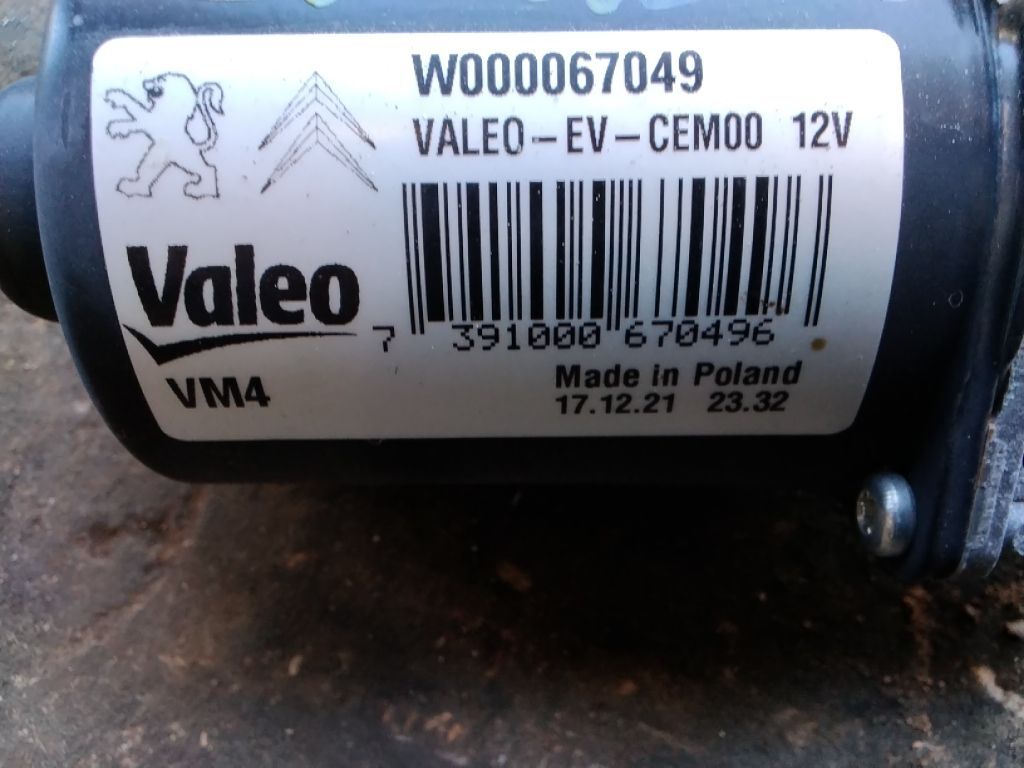 W000067049
VALEO-EV-CEM00 12V
Valeo
7 391000 670496
VM4
Made in Poland
17.12.21 23.32